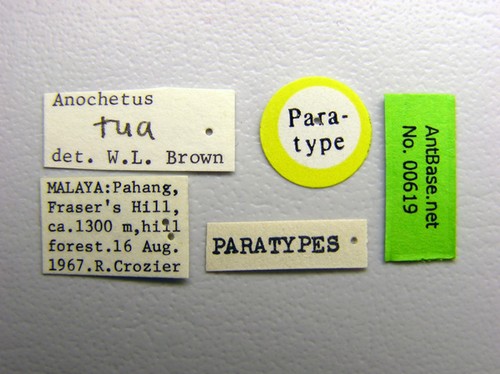 Anochetus
tua
det. W.L. Brown
MALAYA:Pahang,
Fraser's Hill,
ca.1300 m,hill
forest.16 Aug.
1967.R.Crozier
Para-
type
PARATYPES
AntBase.net
No. 00619